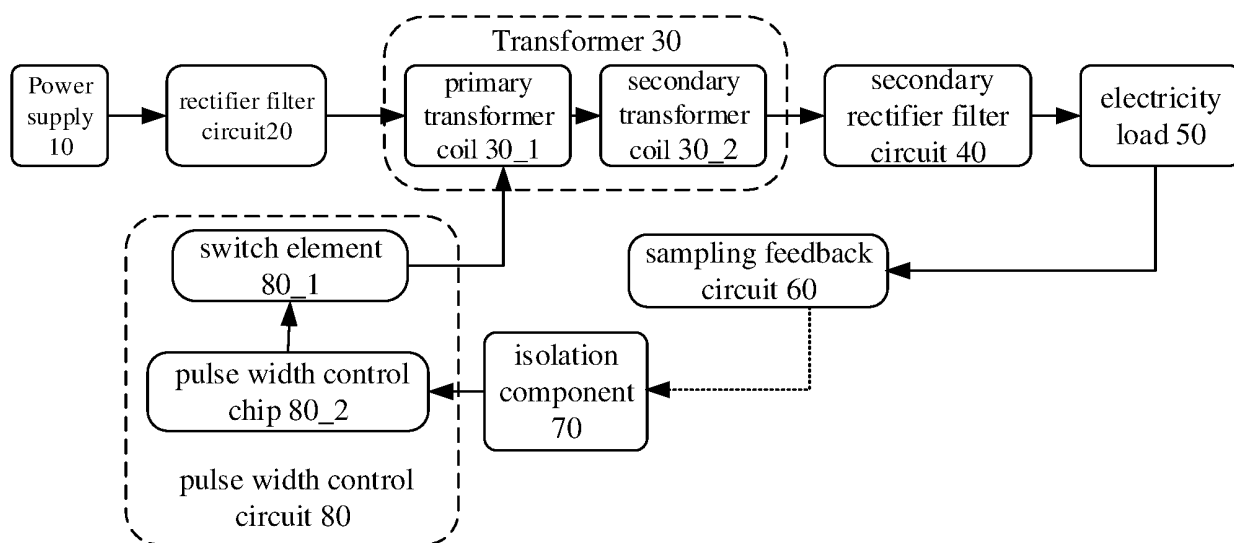 Transformer 30
Power
supply
10
rectifier filter
circuit20
primary
transformer
coil 30_1
secondary
transformer
coil 30_2
secondary
rectifier filter
circuit 40
electricity
load 50
switch element
80_1
sampling feedback
circuit 60
pulse width control
chip 80_2
isolation
component
70
pulse width control
circuit 80